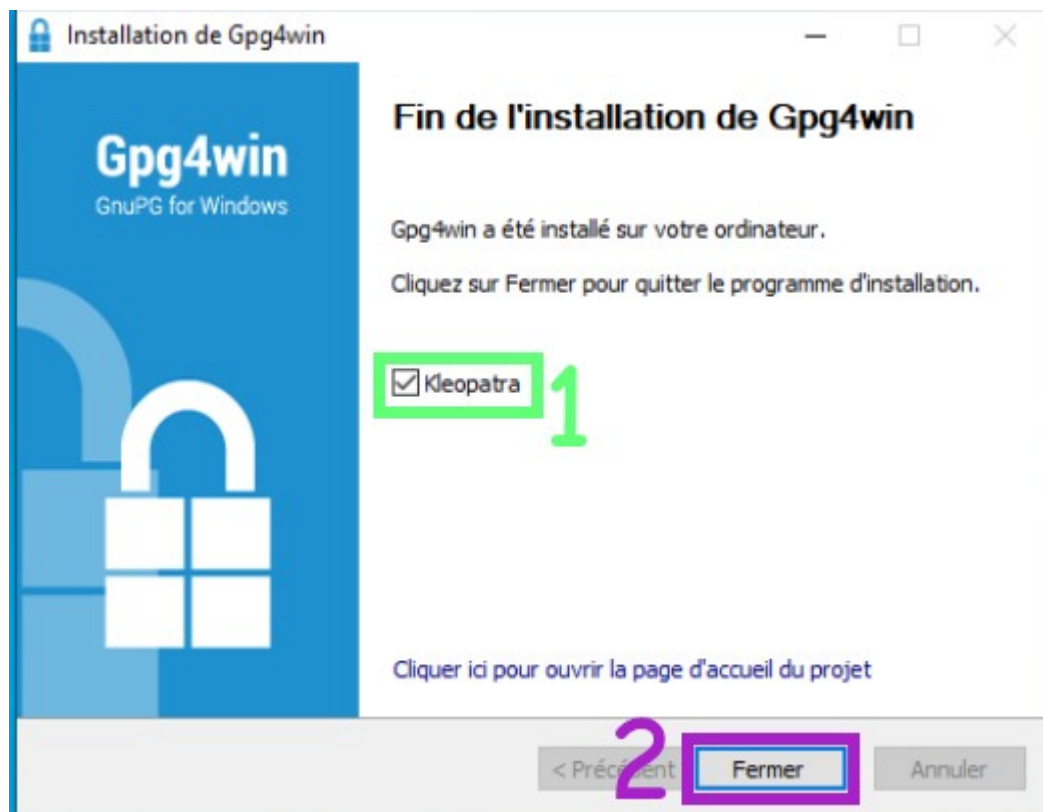 Installation de Gpg4win
Gpg4win
GnuPG for Windows
Fin de l'installation de Gpg4win
Gpg4win a été installé sur votre ordinateur.
Cliquez sur Fermer pour quitter le programme d'installation.
Kleopatra
1
Cliquer ici pour ouvrir la page d'accueil du projet
2
< Précédent
Fermer
Annuler